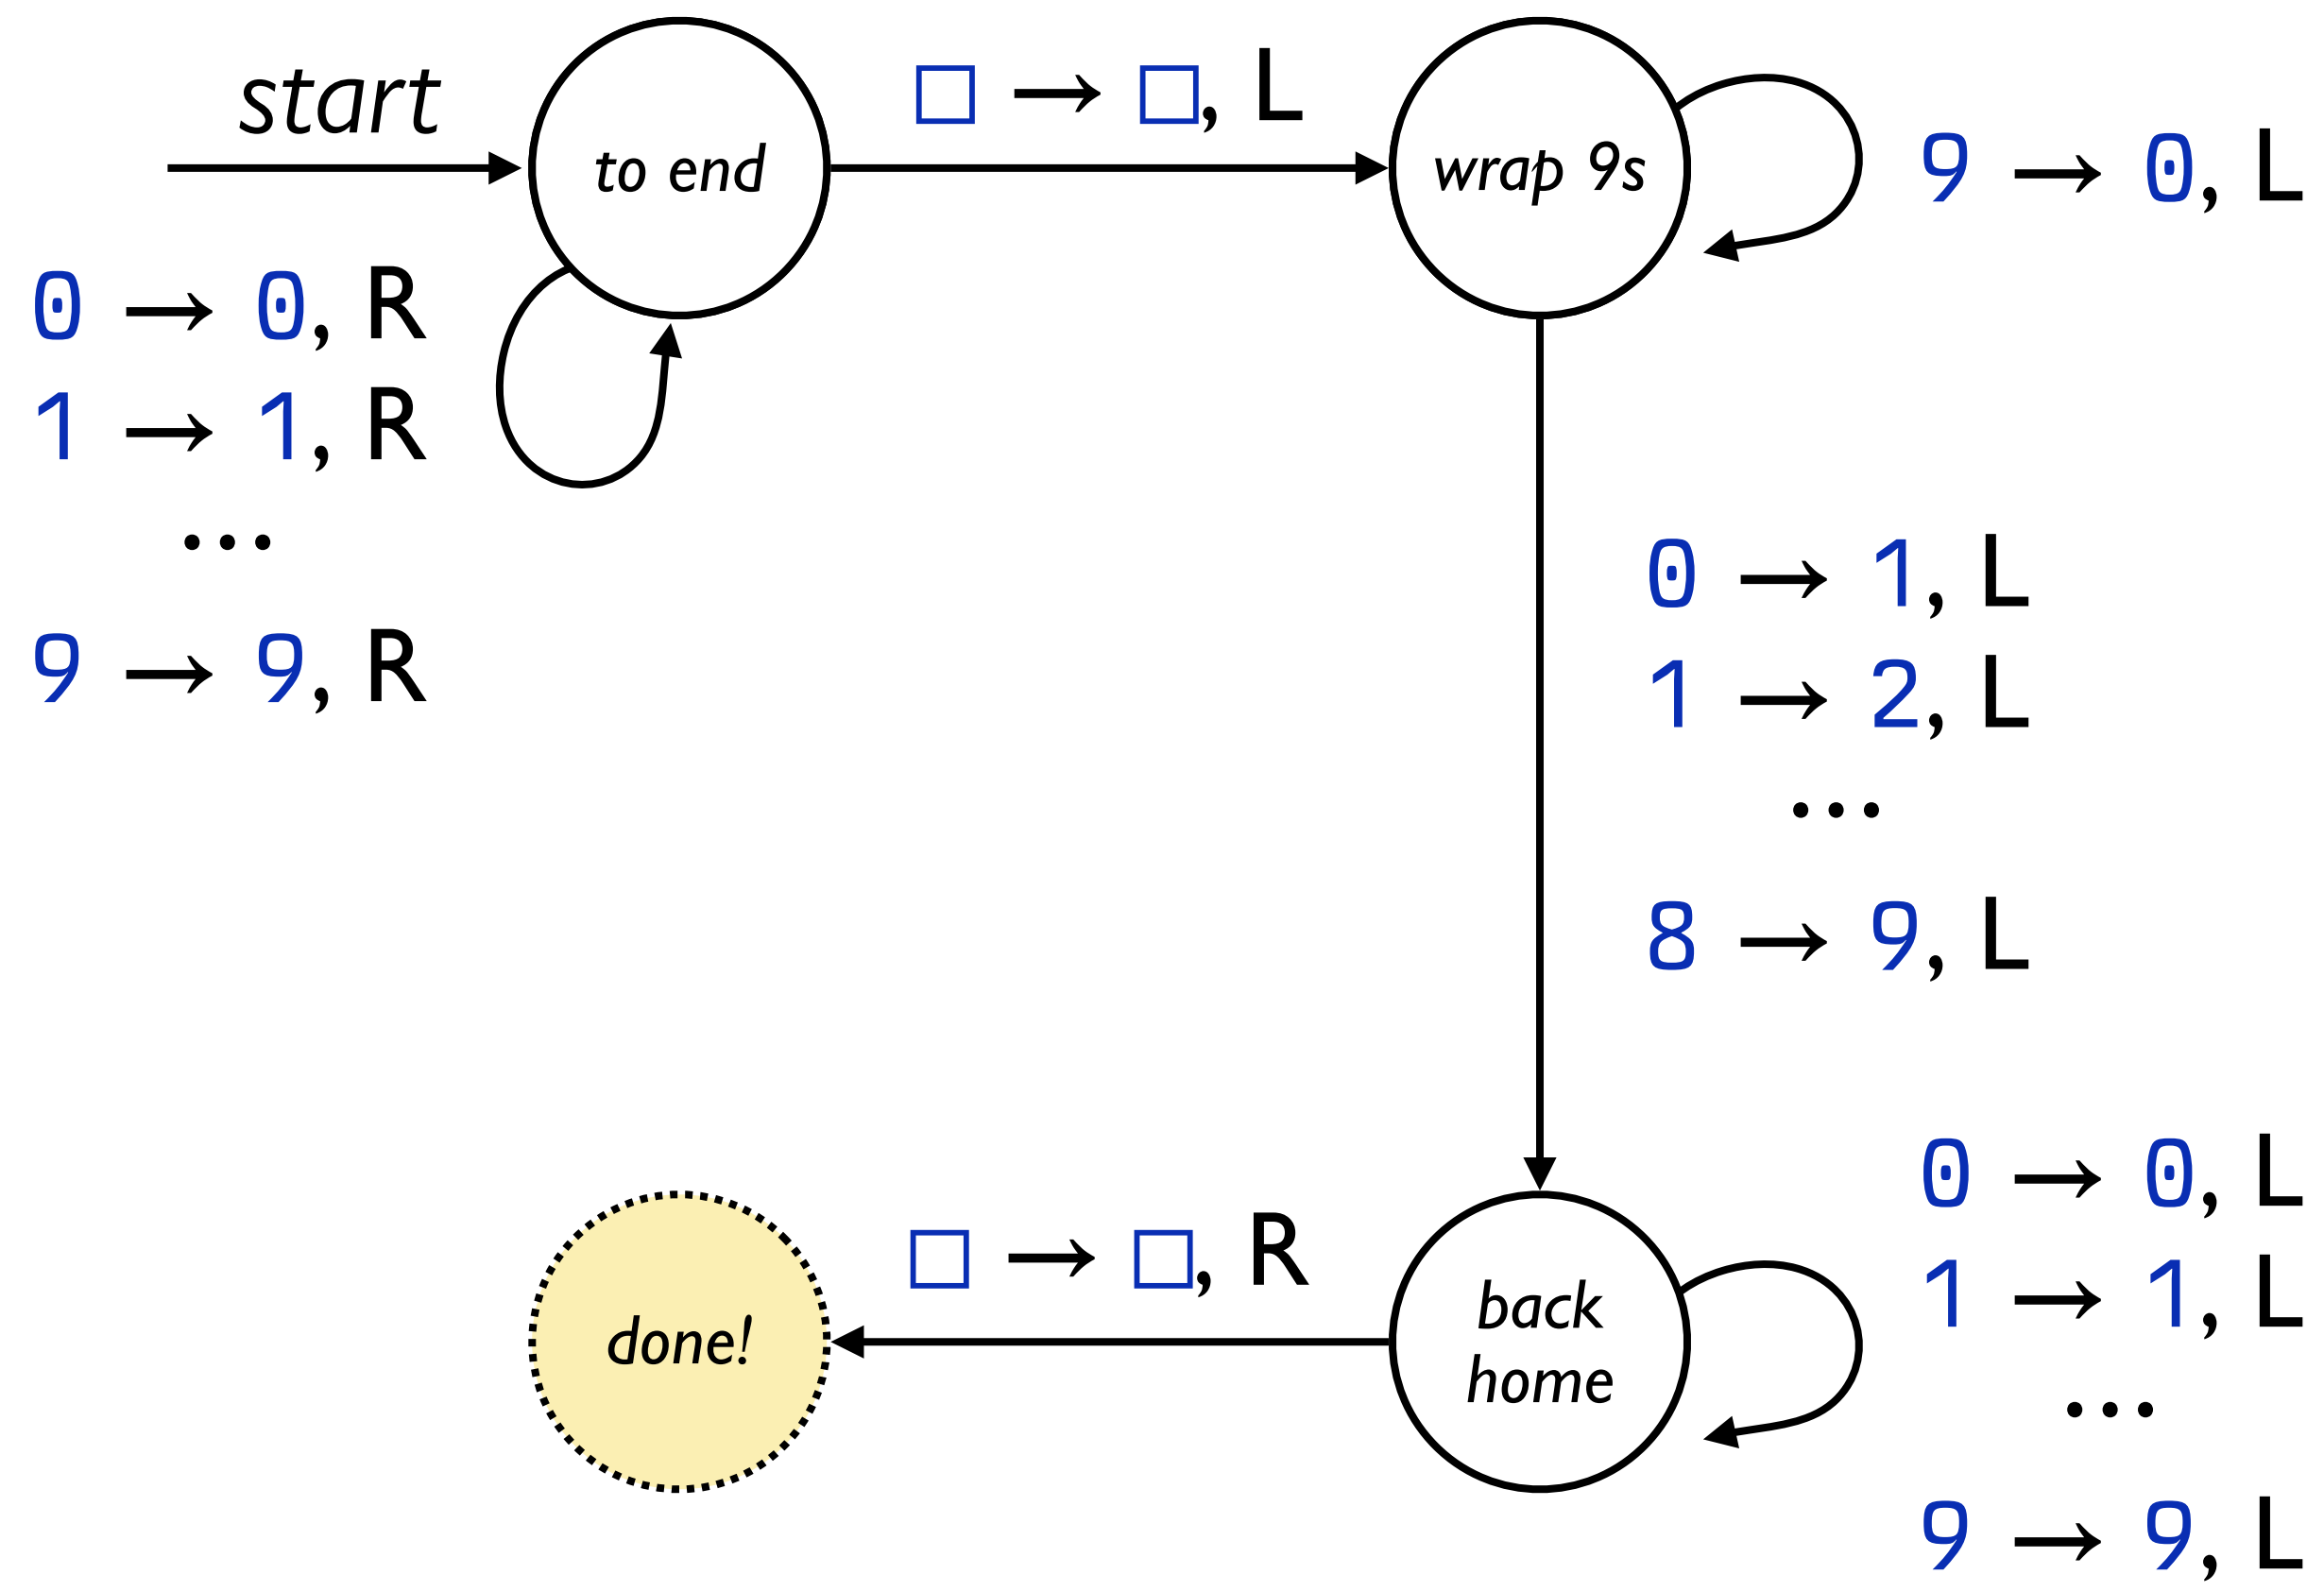 start
to end
□ → □, L
wrap 9s
9 → 0, L
0 → 0, R
1 → 1, R
...
9 → 9, R
0 → 1, L
1 → 2, L
...
8 → 9, L
done!
□ → □, R
back
home
0 → 0, L
1 → 1, L
...
9 → 9, L